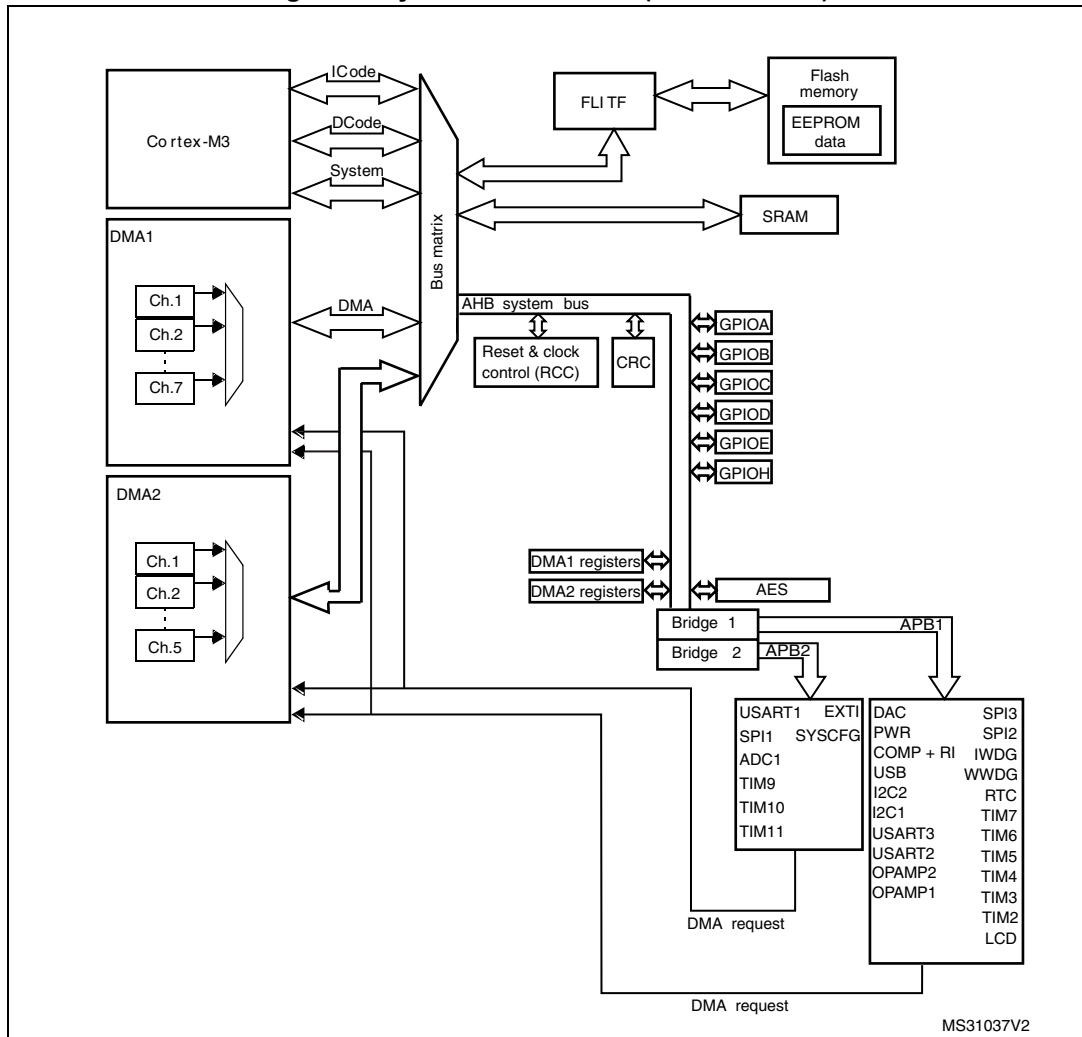 ICode
Cortex-M3
DCode
System
FLITF
Flash
memory
EEPROM
data
SRAM
Bus matrix
DMA1
Ch.1
Ch.2
Ch.7
DMA
AHB system bus
Reset & clock
control (RCC)
CRC
GPIOA
GPIOB
GPIOC
GPIOD
GPIOE
GPIOH
DMA2
Ch.1
Ch.2
Ch.5
DMA1 registers
DMA2 registers
AES
Bridge 1
Bridge 2
APB1
APB2
USART1 EXTI
SPI1 SYSCFG
ADC1
TIM9
TIM10
TIM11
DAC SPI3
PWR SPI2
COMP + RI IWDG
USB WWDG
I2C2 RTC
I2C1 TIM7
USART3 TIM6
USART2 TIM5
OPAMP2 TIM4
OPAMP1 TIM3
TIM2
LCD
DMA request
DMA request
MS31037V2